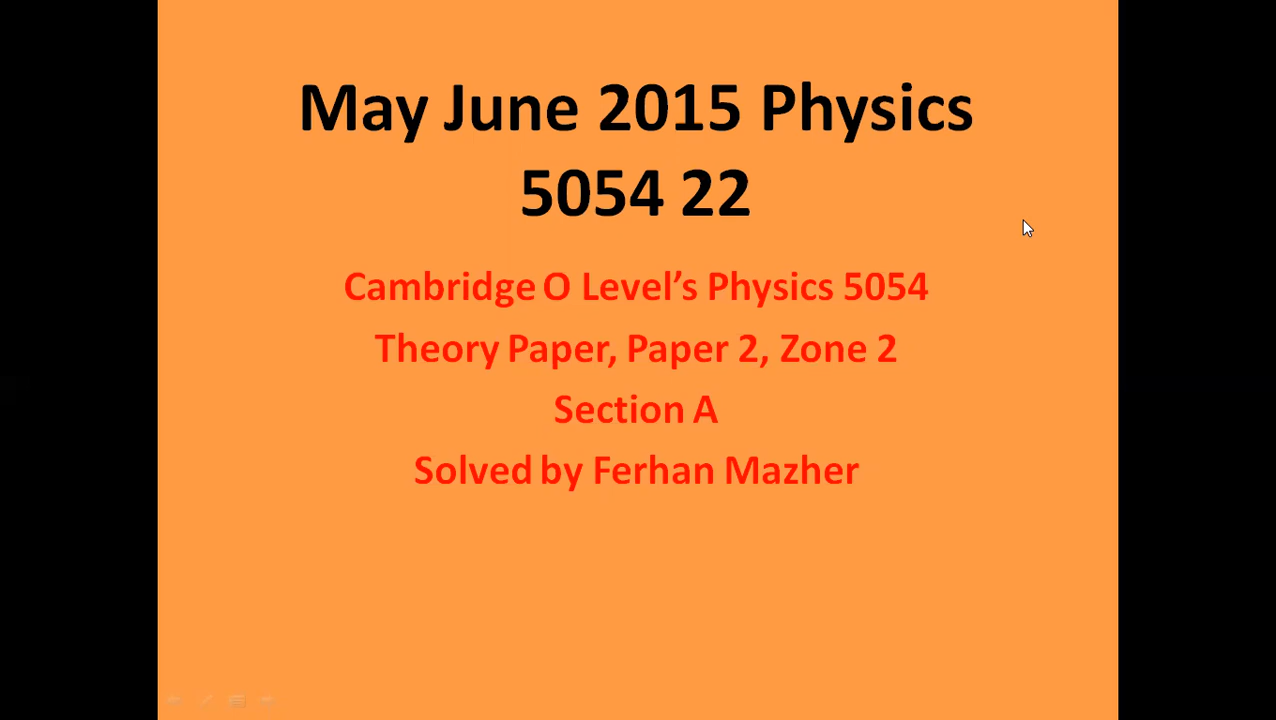 May June 2015 Physics
5054 22
Cambridge O Level’s Physics 5054
Theory Paper, Paper 2, Zone 2
Section A
Solved by Ferhan Mazher